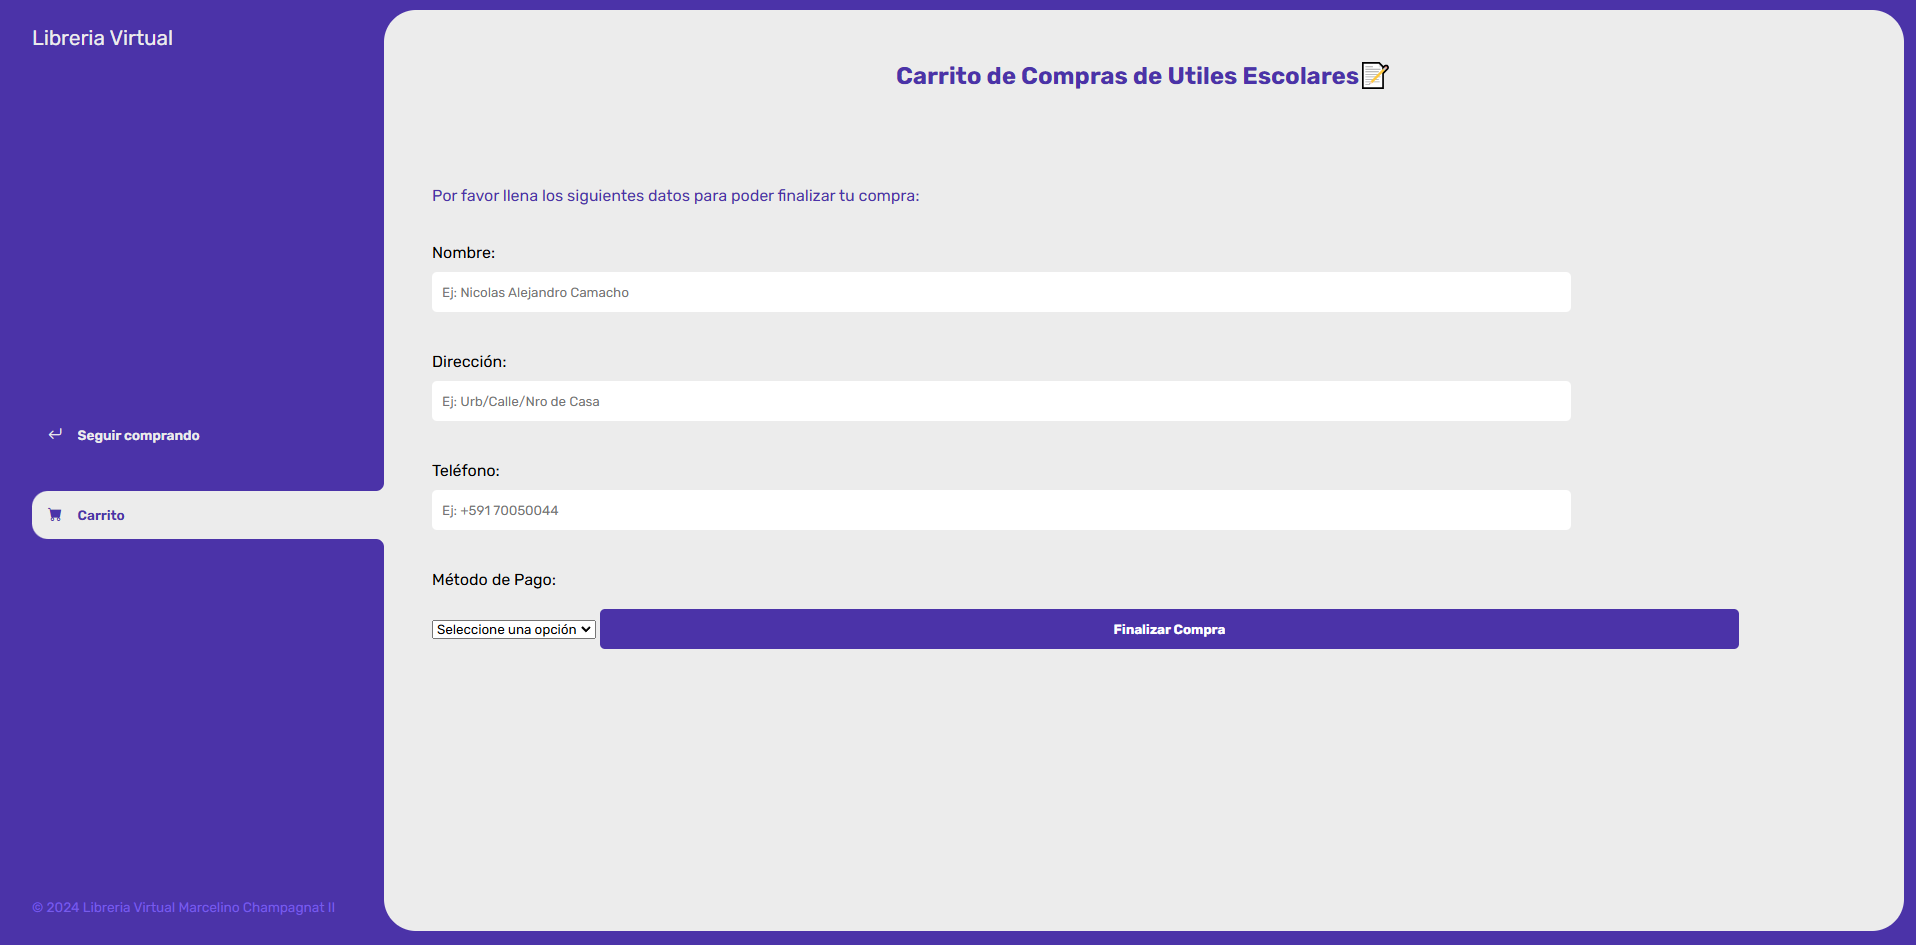 Libreria Virtual
Carrito de Compras de Utiles Escolares📝
Por favor llena los siguientes datos para poder finalizar tu compra:
Nombre:
Ej: Nicolas Alejandro Camacho
Dirección:
Ej: Urb/Calle/Nro de Casa
Seguir comprando
Teléfono:
Ej: +591 70050044
Carrito
Método de Pago:
Seleccione una opción Finalizar Compra
© 2024 Libreria Virtual Marcelino Champagnat II